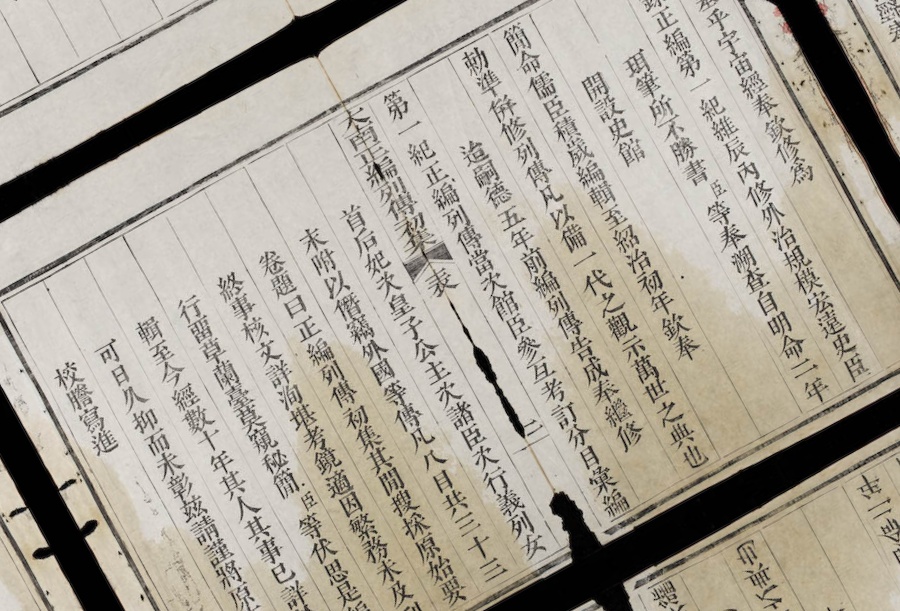 基乎宇宙經奉欽修為
正編第一紀維辰內修外治規模宏遠史臣
珥筆所不勝書臣等奉溯查自明命二年
開設史館
簡命儒臣積歲編輯至紹治初年欽奉
勅準併修列傳凡以備一代之觀示萬世之典也
追嗣德五年前編列傳告成奉繼修
第一紀正編列傳當次館臣參互考訂分目彙編
大南正編列傳初集
表
二
首后妃次皇子公主次諸臣次行義列女
末附以僭竊外國等傳凡八目共三十三
卷題曰正編列傳初集其間搜採原始要
終事核文詳洵堪考鏡適因繁務未及
行留草蘭臺莫窺秘簡臣等伏思是編
輯至今經數十年其人其事已詳
可日久抑而未彰玆請謹將原
校膽寫進